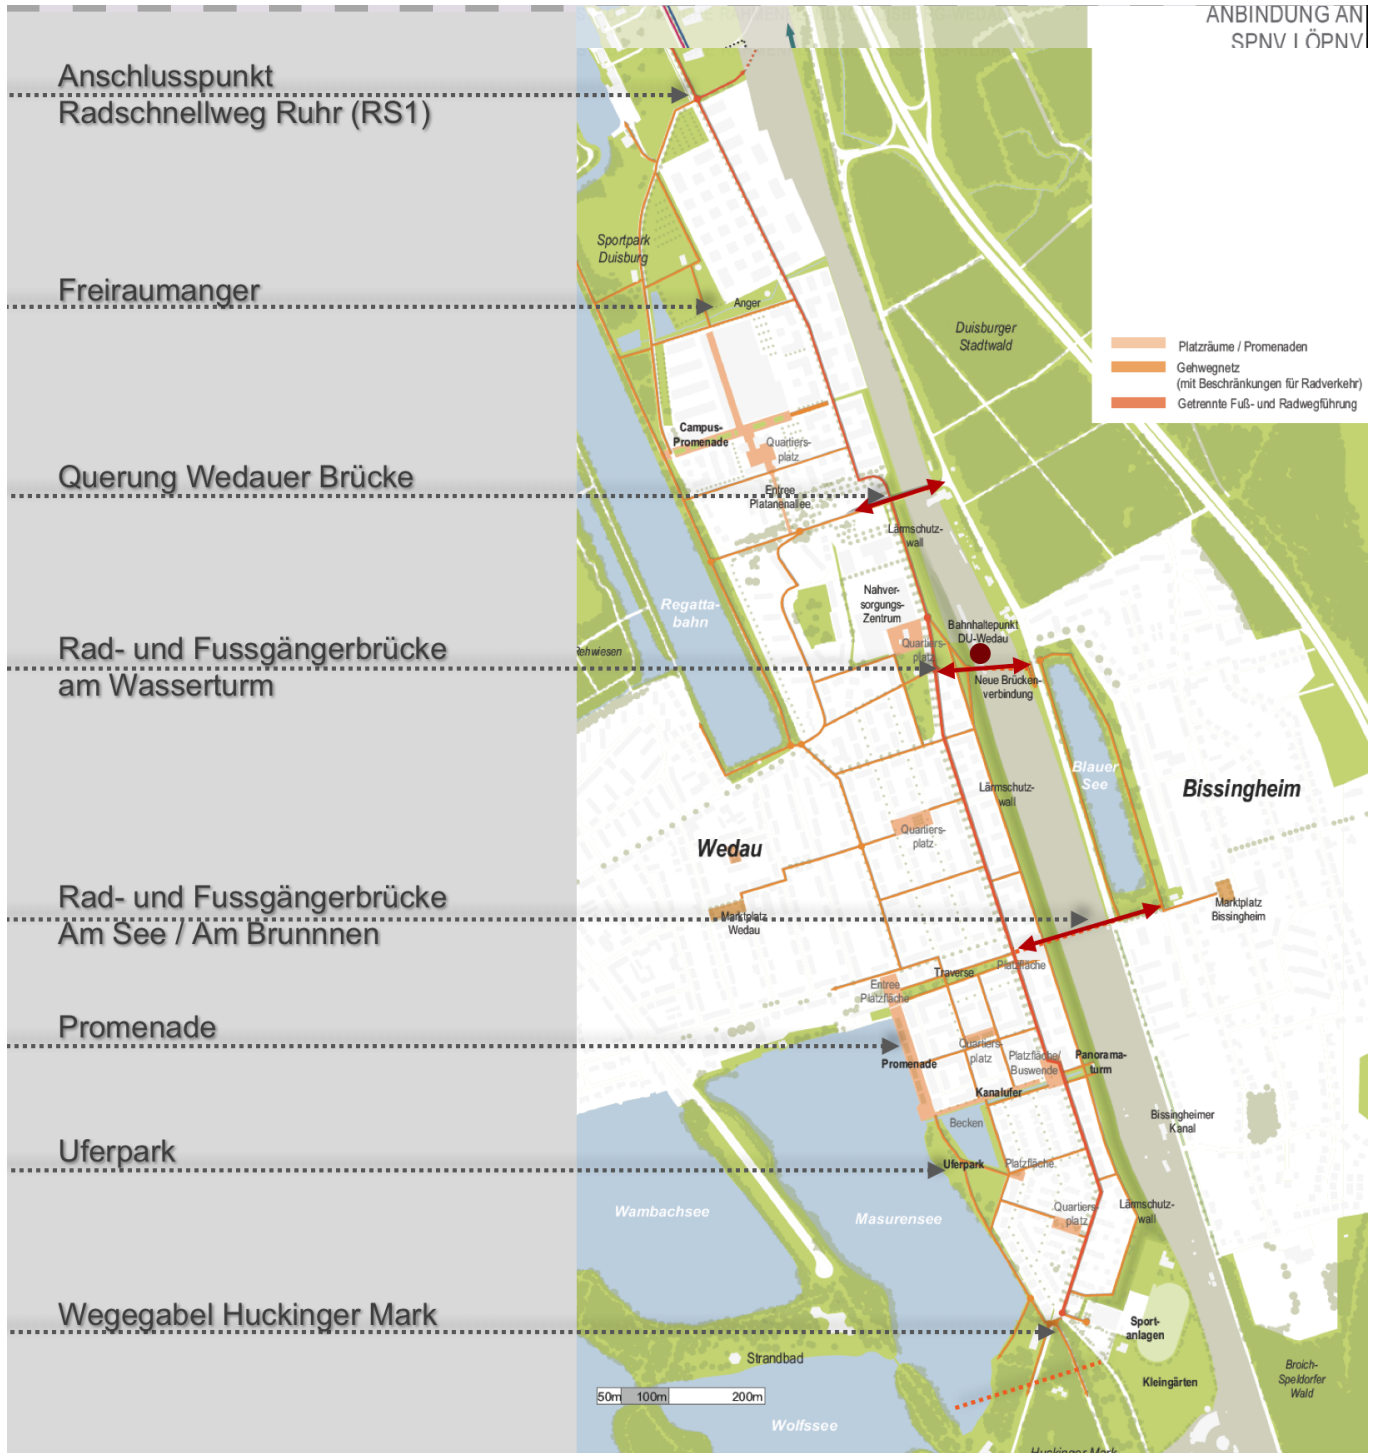 ANBINDUNG AN
SPNV | ÖPNV
Anschlusspunkt
Radschnellweg Ruhr (RS1)
Sportpark
Duisburg
Freiraumanger
Anger
Duisburger
Stadtwald
Platzräume / Promenaden
Gehwegnetz
(mit Beschränkungen für Radverkehr)
Getrennte Fuß- und Radwegführung
Campus-
Promenade
Quartiers-
platz
Querung Wedauer Brücke
Entree
Platanenallee
Lärmschutz-
wall
Nahver-
sorgungs-
Zentrum
Regatta-
bahn
Bahnhaltepunkt
DU-Wedau
Rad- und Fussgängerbrücke
am Wasserturm
Rehwiesen
Quartiers-
platz
Neue Brücken-
verbindung
Blauer
See
Bissingheim
Lärmschutz-
wall
Quartiers-
platz
Wedau
Rad- und Fussgängerbrücke
Am See / Am Brunnnen
Marktplatz
Wedau
Marktplatz
Bissingheim
Platzfläche
Traverse
Entree
Platzfläche
Promenade
Promenade
Quartiers-
platz
Platzfläche/
Buswende
Panorama-
turm
Kanalufer
Becken
Bissingheimer
Kanal
Uferpark
Uferpark
Platzfläche
Wambachsee
Masurensee
Quartiers-
platz
Lärmschutz-
wall
Wegegabel Huckinger Mark
Sport-
anlagen
Strandbad
Kleingärten
Broich-
Speldorfer
Wald
50m 100m 200m
Wolfssee
Huckinger Mark